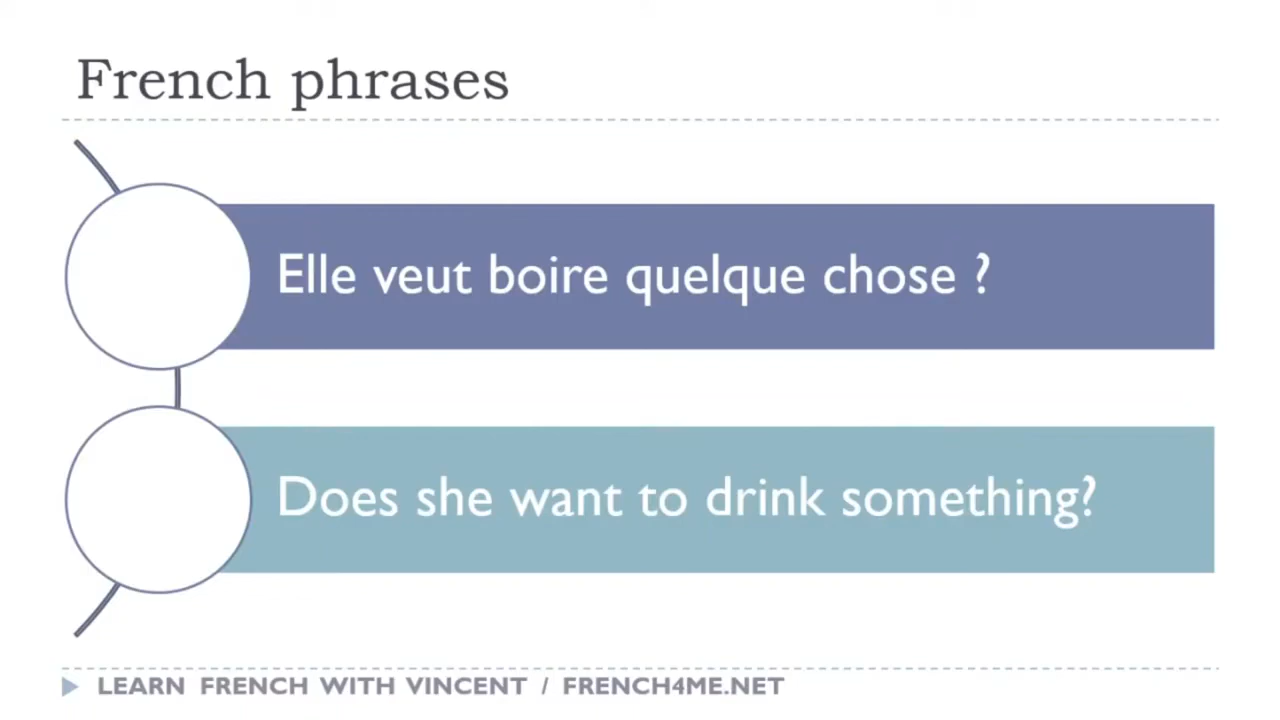 French phrases
Elle veut boire quelque chose ?
Does she want to drink something?
LEARN FRENCH WITH VINCENT / FRENCH4ME.NET